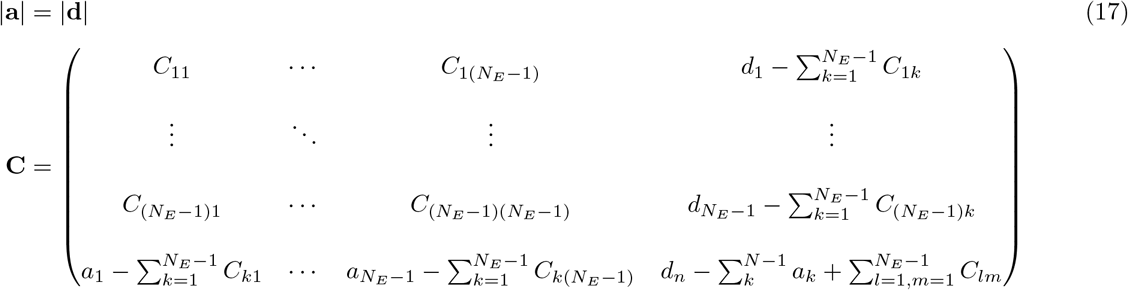 |a| = |d| (17)
C_{11} ⋯ C_{1(N_E−1)} d_1 − ∑_{k=1}^{N_E−1} C_{1k}
⋮ ⋱ ⋮ ⋮
C = C_{(N_E−1)1} ⋯ C_{(N_E−1)(N_E−1)} d_{N_E−1} − ∑_{k=1}^{N_E−1} C_{(N_E−1)k}
a_1 − ∑_{k=1}^{N_E−1} C_{k1} ⋯ a_{N_E−1} − ∑_{k=1}^{N_E−1} C_{k(N_E−1)} d_n − ∑_{k}^{N−1} a_k + ∑_{l=1,m=1}^{N_E−1} C_{lm}